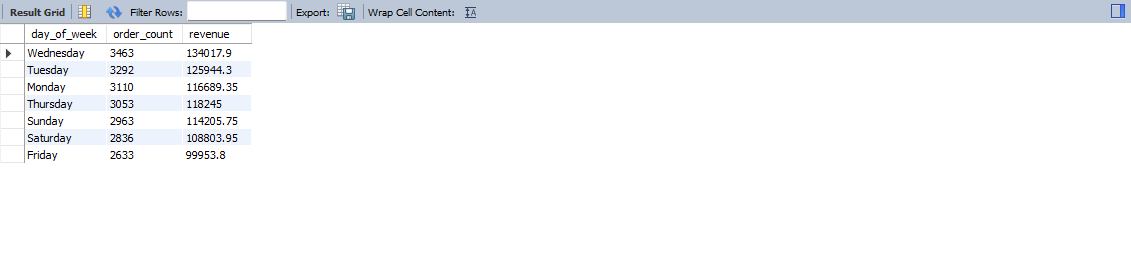 Result Grid Filter Rows: Export: Wrap Cell Content:
day_of_week order_count revenue
Wednesday 3463 134017.9
Tuesday 3292 125944.3
Monday 3110 116689.35
Thursday 3053 118245
Sunday 2963 114205.75
Saturday 2836 108803.95
Friday 2633 99953.8